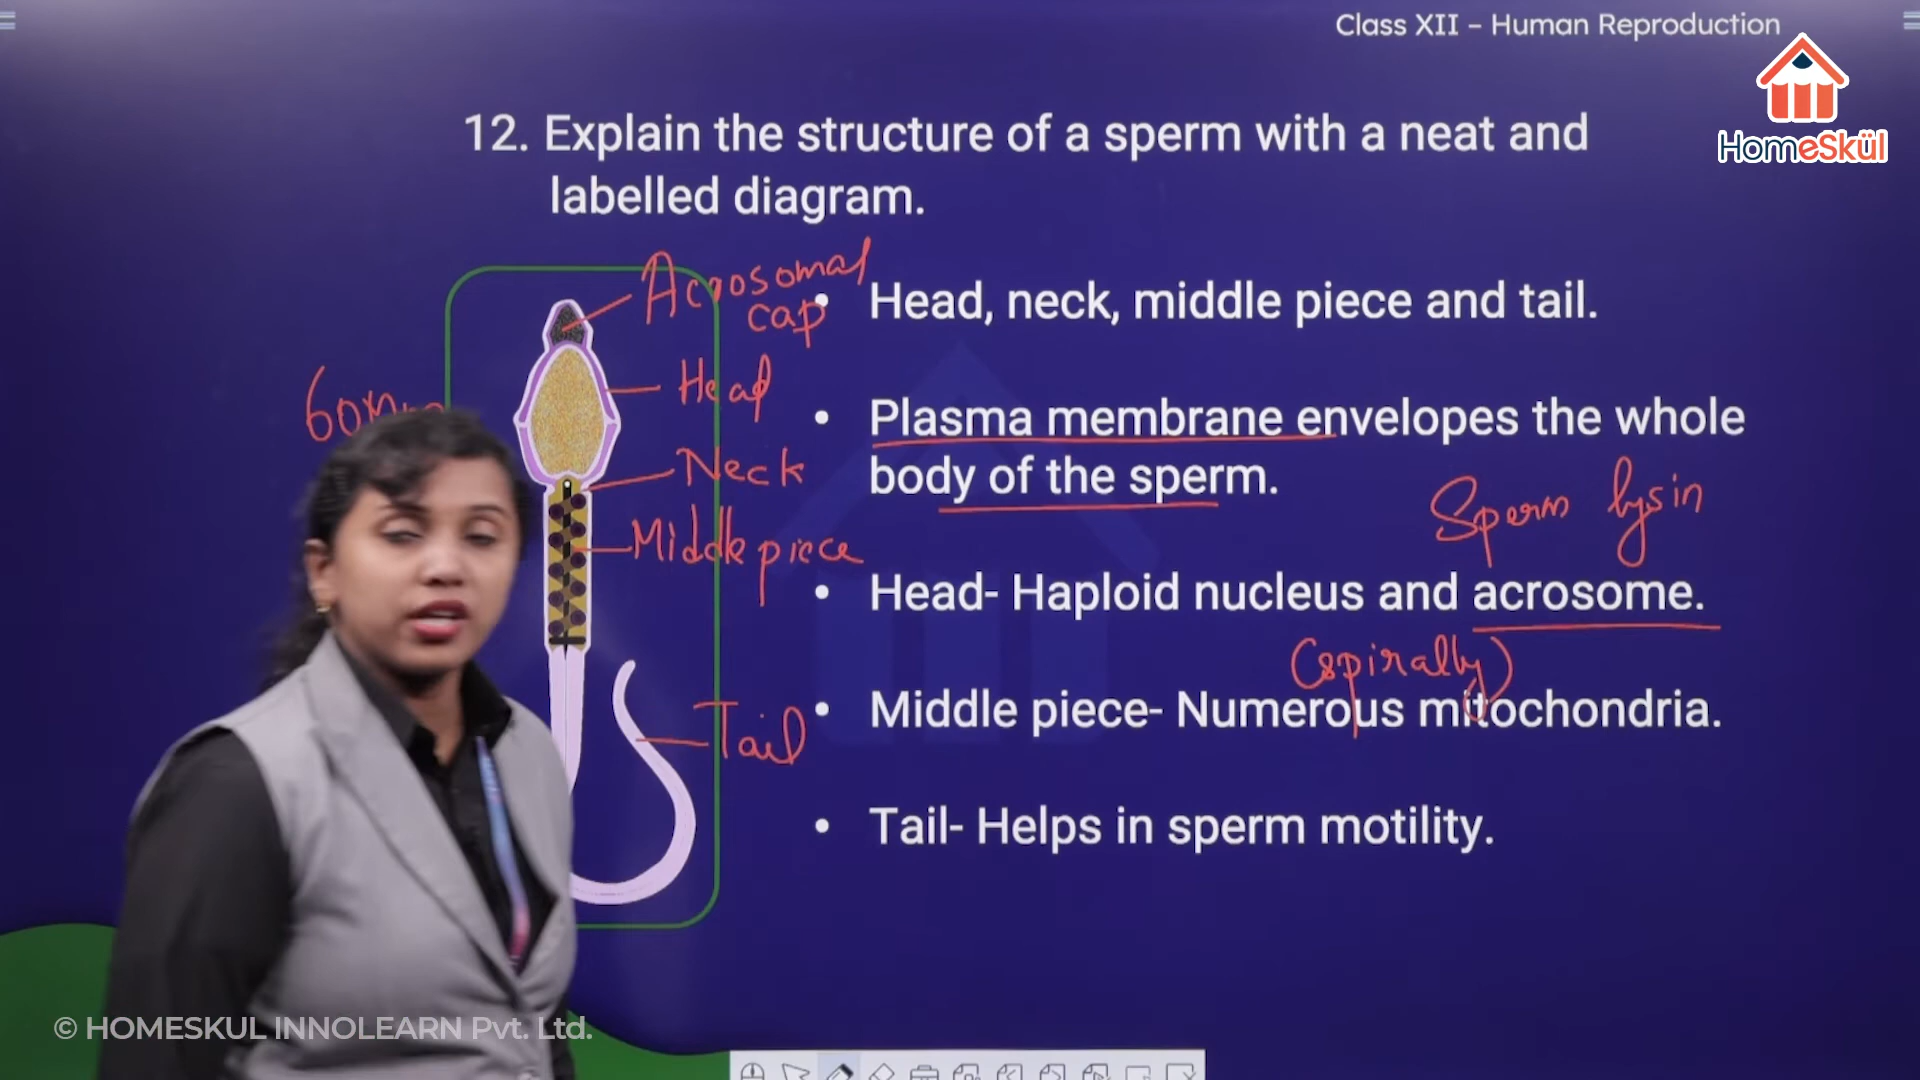 Class XII – Human Reproduction
HomeSkül
12. Explain the structure of a sperm with a neat and
labelled diagram.
Acrosomal
cap
Head
Neck
Middle piece
Tail
• Head, neck, middle piece and tail.
• Plasma membrane envelopes the whole
body of the sperm.
Sperm lysin
• Head- Haploid nucleus and acrosome.
(spirally)
• Middle piece- Numerous mitochondria.
• Tail- Helps in sperm motility.
© HOMESKUL INNOLEARN Pvt. Ltd.